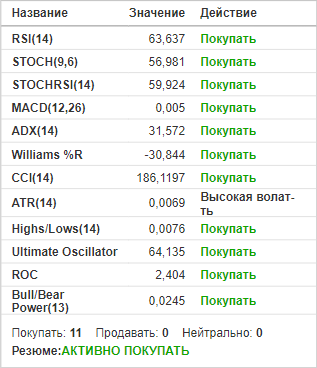 Название Значение Действие
RSI(14) 63,637 Покупать
STOCH(9,6) 56,981 Покупать
STOCHRSI(14) 59,924 Покупать
MACD(12,26) 0,005 Покупать
ADX(14) 31,572 Покупать
Williams %R -30,844 Покупать
CCI(14) 186,1197 Покупать
ATR(14) 0,0069 Высокая волат-
ть
Highs/Lows(14) 0,0076 Покупать
Ultimate Oscillator 64,135 Покупать
ROC 2,404 Покупать
Bull/Bear
Power(13) 0,0245 Покупать
Покупать: 11 Продавать: 0 Нейтрально: 0
Резюме:АКТИВНО ПОКУПАТЬ